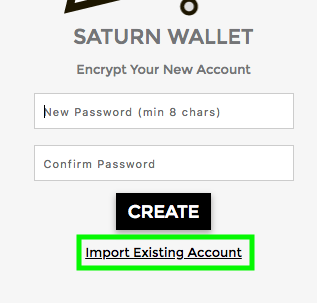 SATURN WALLET
Encrypt Your New Account
New Password (min 8 chars)
Confirm Password
CREATE
Import Existing Account